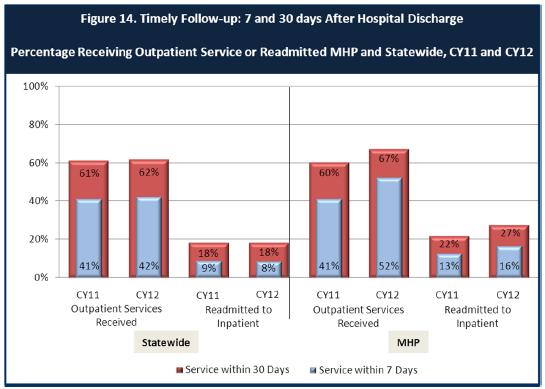 Figure 14. Timely Follow-up: 7 and 30 days After Hospital Discharge
Percentage Receiving Outpatient Service or Readmitted MHP and Statewide, CY11 and CY12
100%
80%
60%
40%
20%
0%
61%
62%
18%
18%
60%
67%
22%
27%
41%
42%
9%
8%
41%
52%
13%
16%
CY11
CY12
CY11
CY12
CY11
CY12
CY11
CY12
Outpatient Services
Received
Readmitted to
Inpatient
Outpatient Services
Received
Readmitted to
Inpatient
Statewide
MHP
Service within 30 Days
Service within 7 Days